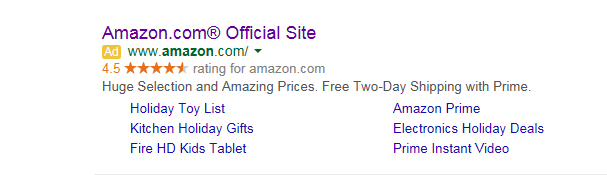 Amazon.com® Official Site
Ad www.amazon.com/
4.5 ★★★★★ rating for amazon.com
Huge Selection and Amazing Prices. Free Two-Day Shipping with Prime.
Holiday Toy List Amazon Prime
Kitchen Holiday Gifts Electronics Holiday Deals
Fire HD Kids Tablet Prime Instant Video